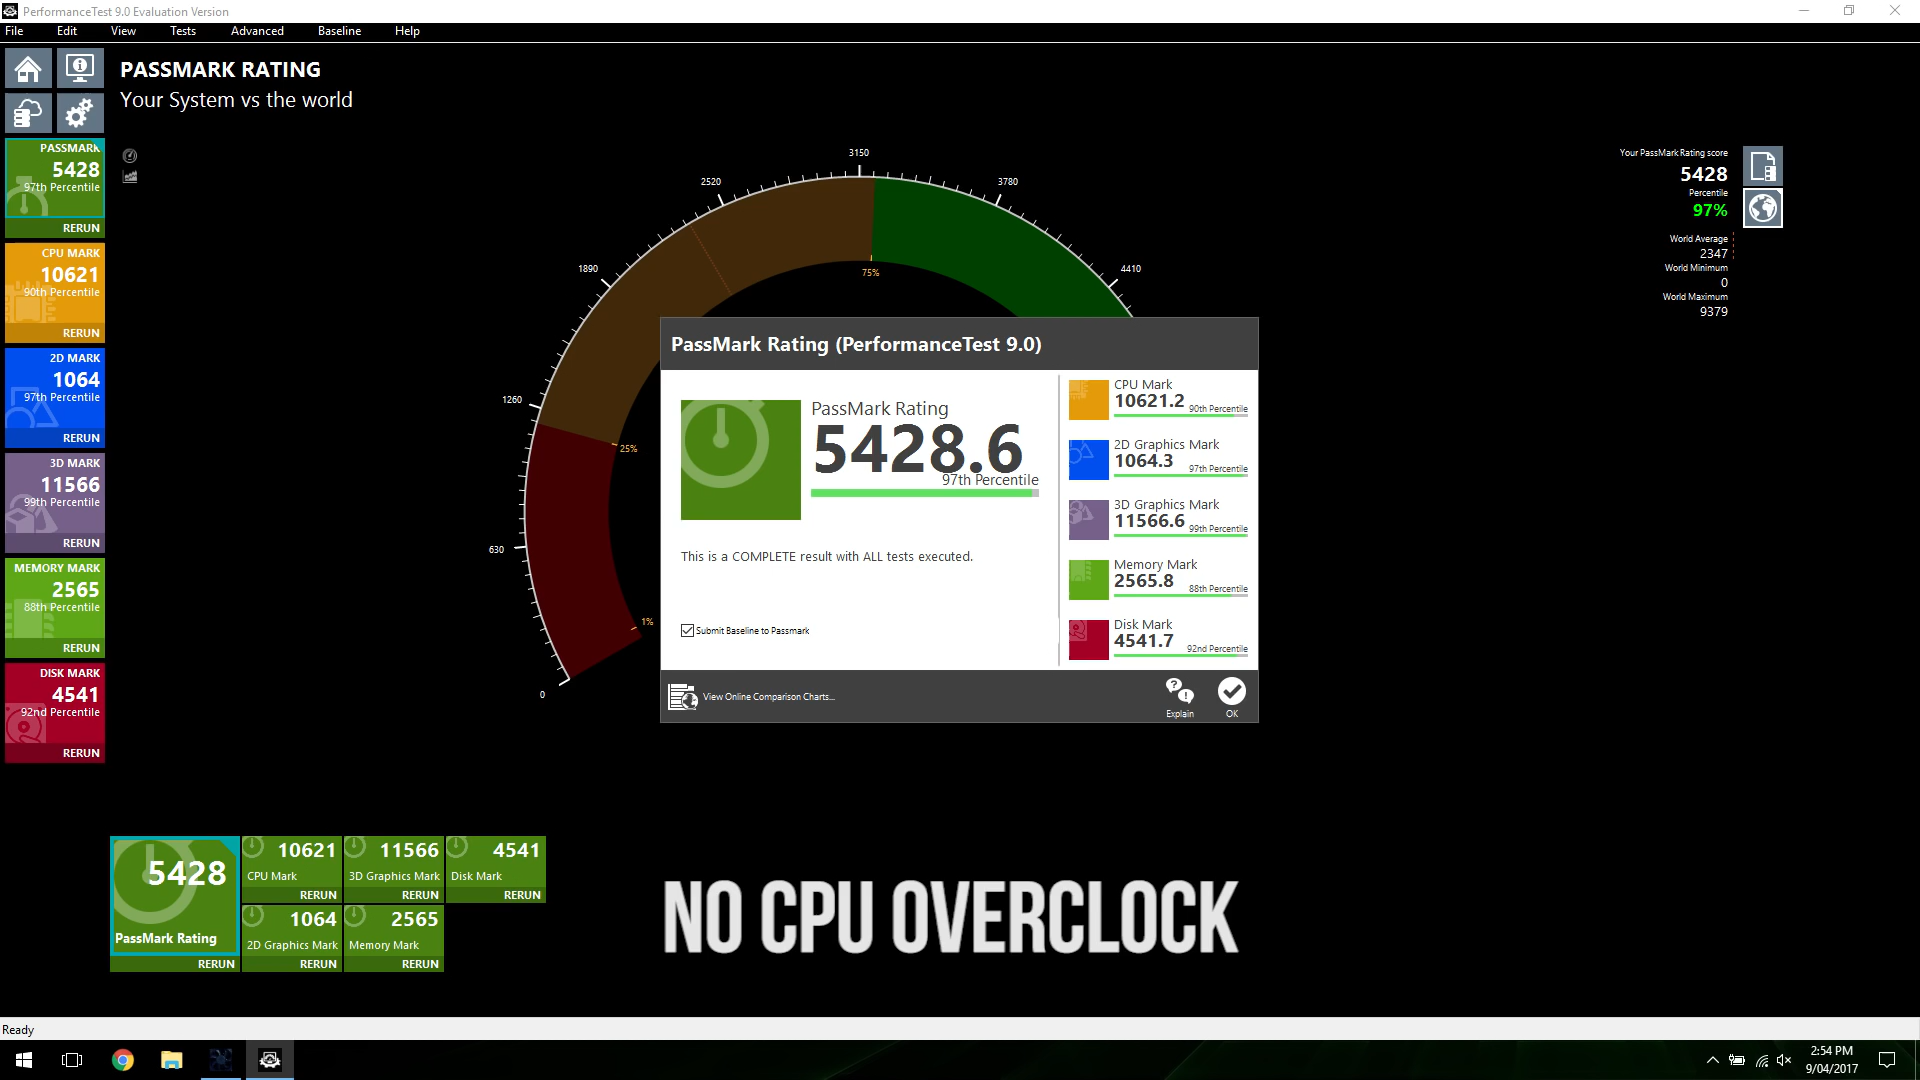 PerformanceTest 9.0 Evaluation Version
File Edit View Tests Advanced Baseline Help
PASSMARK RATING
Your System vs the world
PASSMARK
5428
97th Percentile
RERUN
CPU MARK
10621
90th Percentile
RERUN
2D MARK
1064
97th Percentile
RERUN
3D MARK
11566
99th Percentile
RERUN
MEMORY MARK
2565
88th Percentile
RERUN
DISK MARK
4541
92nd Percentile
RERUN
0
630
1260
1890
2520
3150
3780
4410
1%
25%
75%
Your PassMark Rating score
5428
Percentile
97%
World Average
2347
World Minimum
0
World Maximum
9379
PassMark Rating (PerformanceTest 9.0)
PassMark Rating
5428.6
97th Percentile
This is a COMPLETE result with ALL tests executed.
Submit Baseline to Passmark
CPU Mark
10621.2 90th Percentile
2D Graphics Mark
1064.3 97th Percentile
3D Graphics Mark
11566.6 99th Percentile
Memory Mark
2565.8 88th Percentile
Disk Mark
4541.7 92nd Percentile
View Online Comparison Charts...
Explain
OK
5428
PassMark Rating
RERUN
10621
CPU Mark
RERUN
11566
3D Graphics Mark
RERUN
4541
Disk Mark
RERUN
1064
2D Graphics Mark
RERUN
2565
Memory Mark
RERUN
NO CPU OVERCLOCK
Ready
2:54 PM
9/04/2017